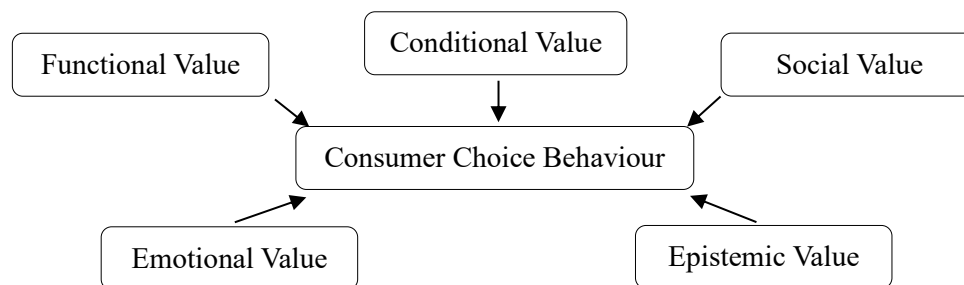 Conditional Value
Functional Value
Social Value
Consumer Choice Behaviour
Emotional Value
Epistemic Value